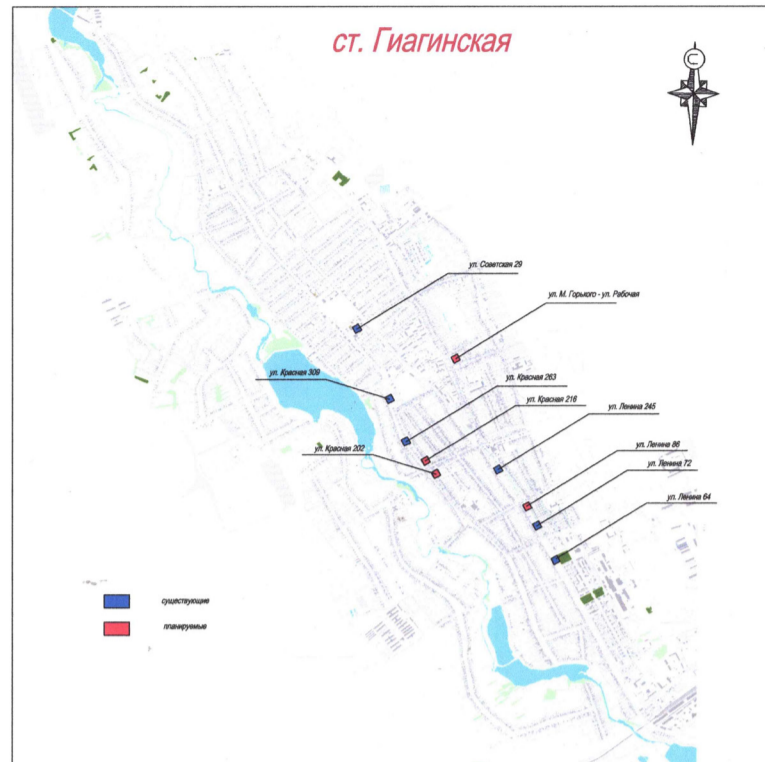 ст. Гиагинская
С
ул. Советская 29
ул. М. Горького - ул. Рабочая
ул. Красная 309
ул. Красная 263
ул. Красная 218
ул. Ленина 245
ул. Красная 202
ул. Ленина 86
ул. Ленина 72
ул. Ленина 64
существующие
планируемые